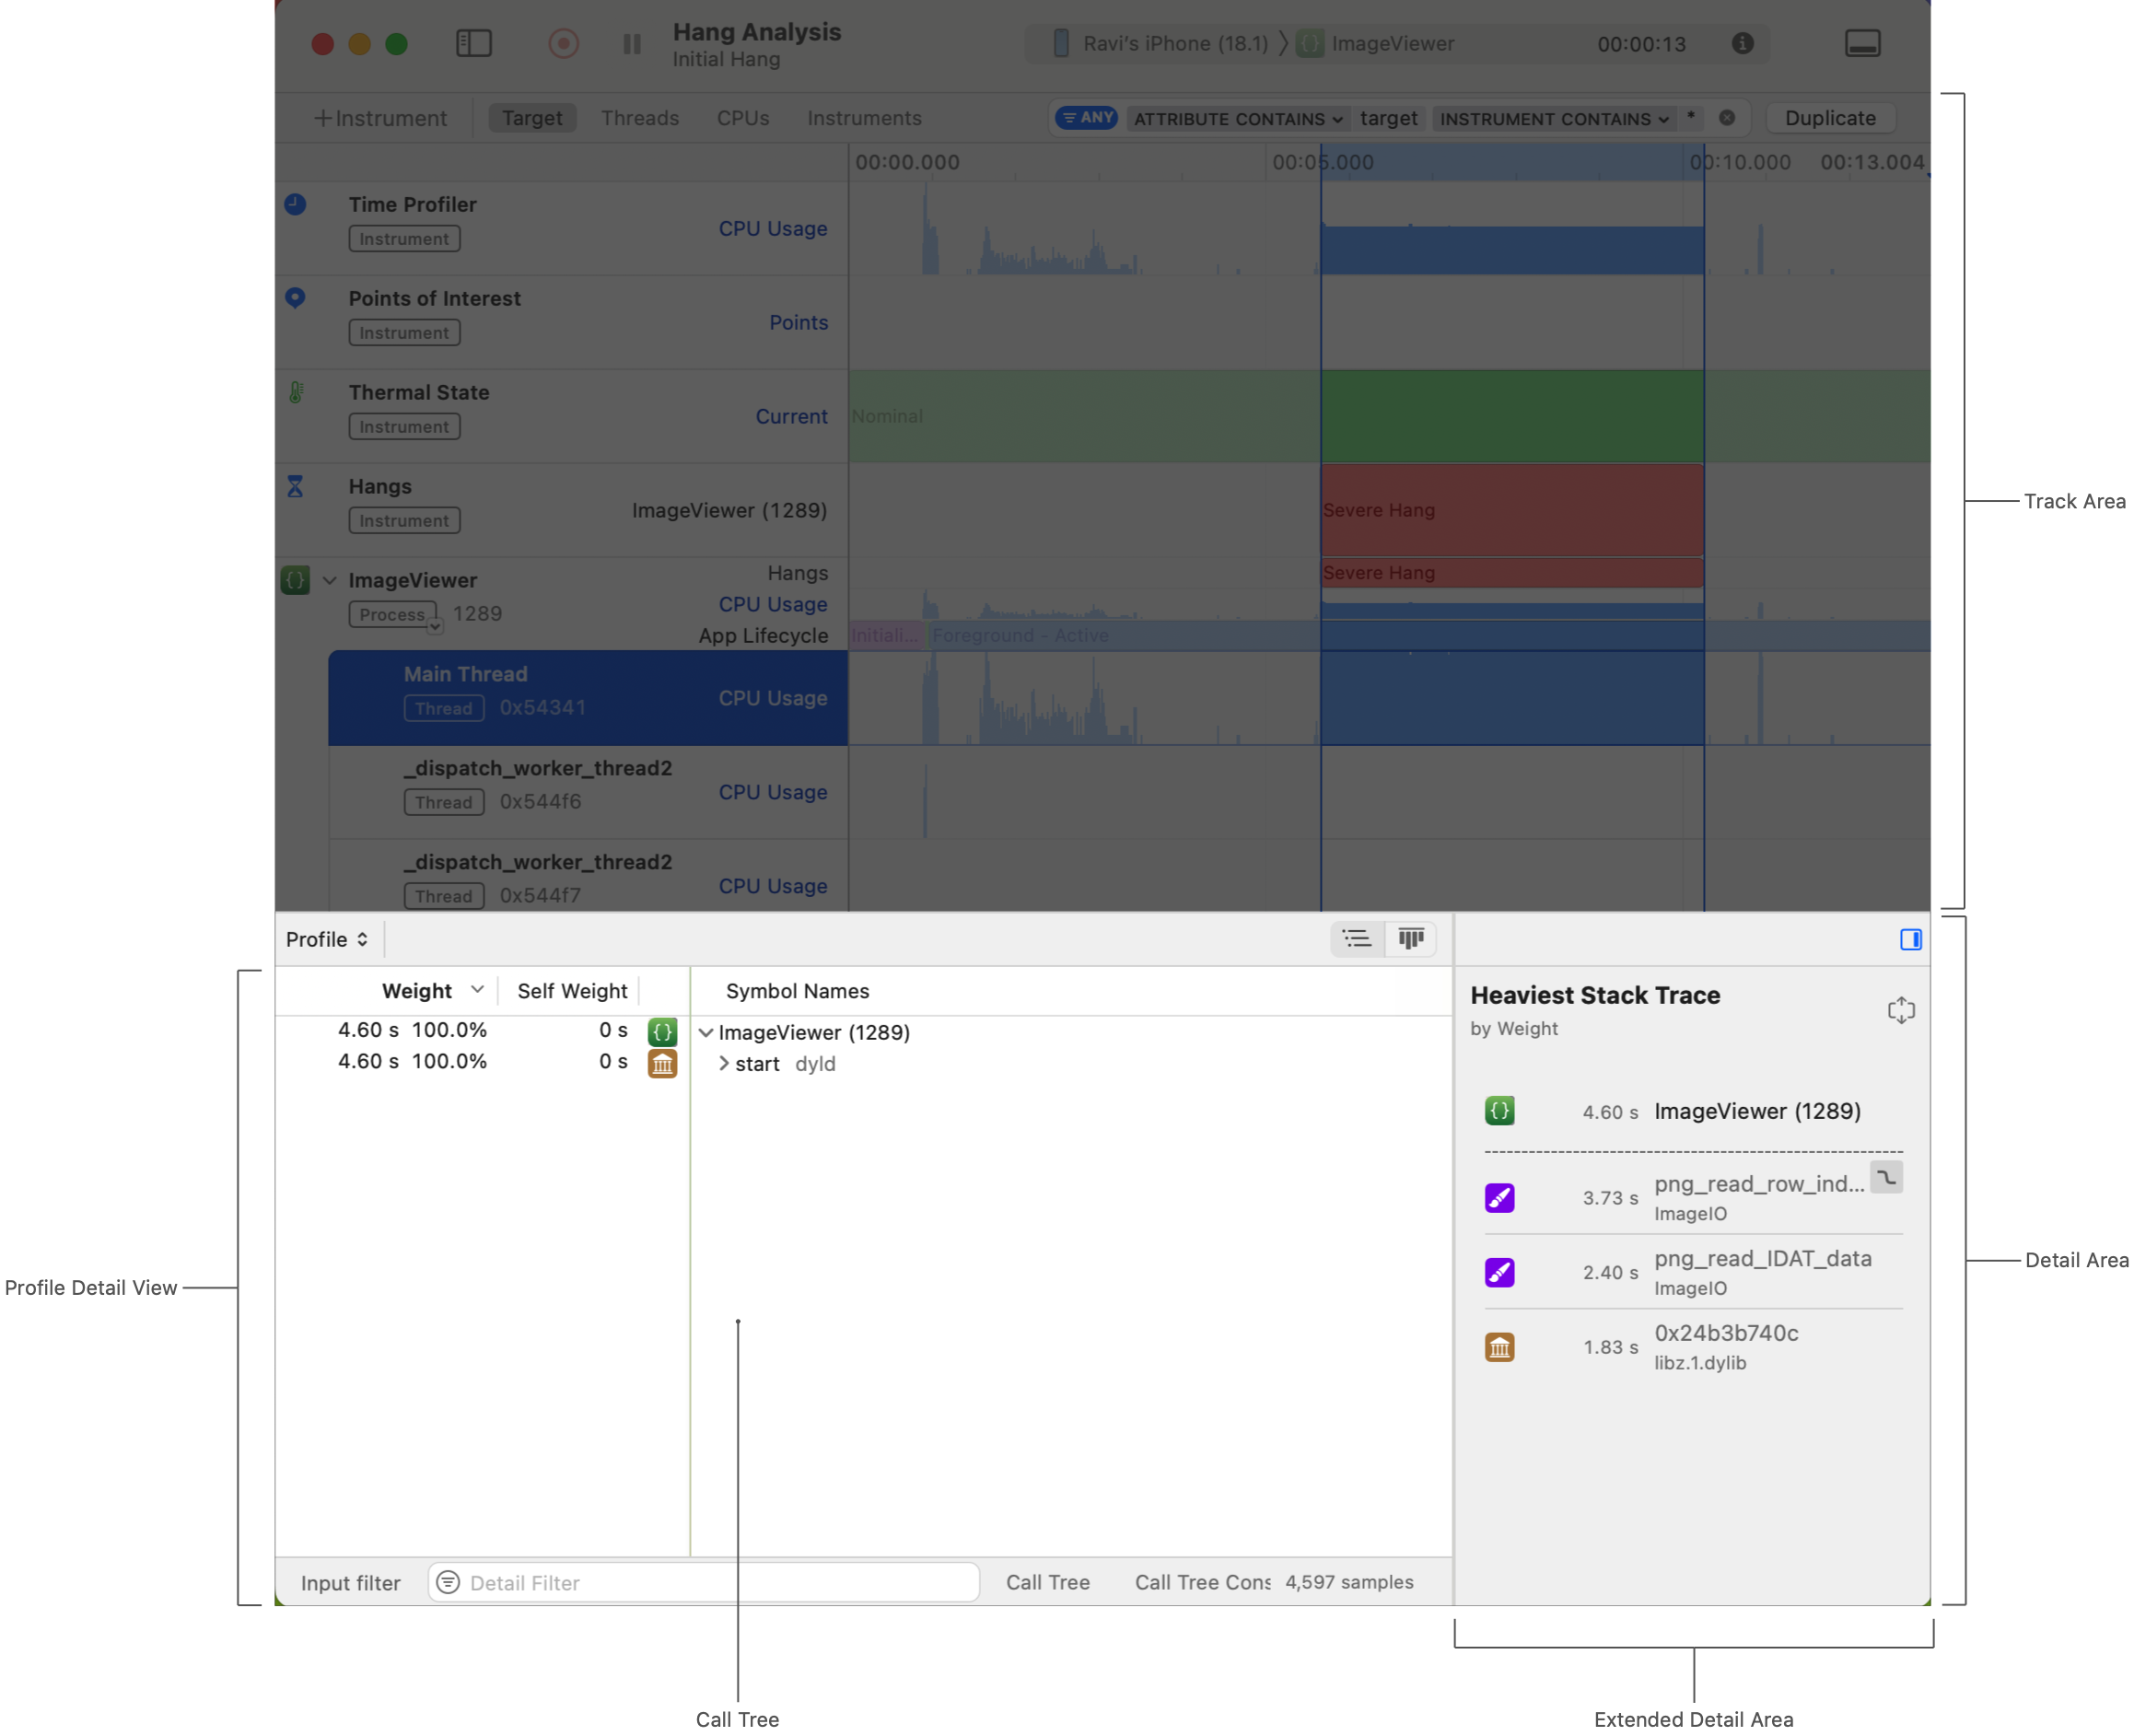 Hang Analysis
Initial Hang
Ravi's iPhone (18.1) 〉 ImageViewer 00:00:13
+ Instrument Target Threads CPUs Instruments ANY ATTRIBUTE CONTAINS target INSTRUMENT CONTAINS * Duplicate
00:00.000 00:05.000 00:10.000 00:13.004
Time Profiler
Instrument
CPU Usage
Points of Interest
Instrument
Points
Thermal State
Instrument
Current
Nominal
Hangs
Instrument
ImageViewer (1289)
Severe Hang
ImageViewer
Process 1289
Hangs
Severe Hang
CPU Usage
App Lifecycle
Initiali... Foreground - Active
Main Thread
Thread 0x54341
CPU Usage
_dispatch_worker_thread2
Thread 0x544f6
CPU Usage
_dispatch_worker_thread2
Thread 0x544f7
CPU Usage
Track Area
Profile
Weight Self Weight Symbol Names
4.60 s 100.0% 0 s ImageViewer (1289)
4.60 s 100.0% 0 s start dyld
Heaviest Stack Trace
by Weight
4.60 s ImageViewer (1289)
3.73 s png_read_row_ind...
ImageIO
2.40 s png_read_IDAT_data
ImageIO
1.83 s 0x24b3b740c
libz.1.dylib
Profile Detail View
Detail Area
Input filter Detail Filter Call Tree Call Tree Cons 4,597 samples
Call Tree
Extended Detail Area